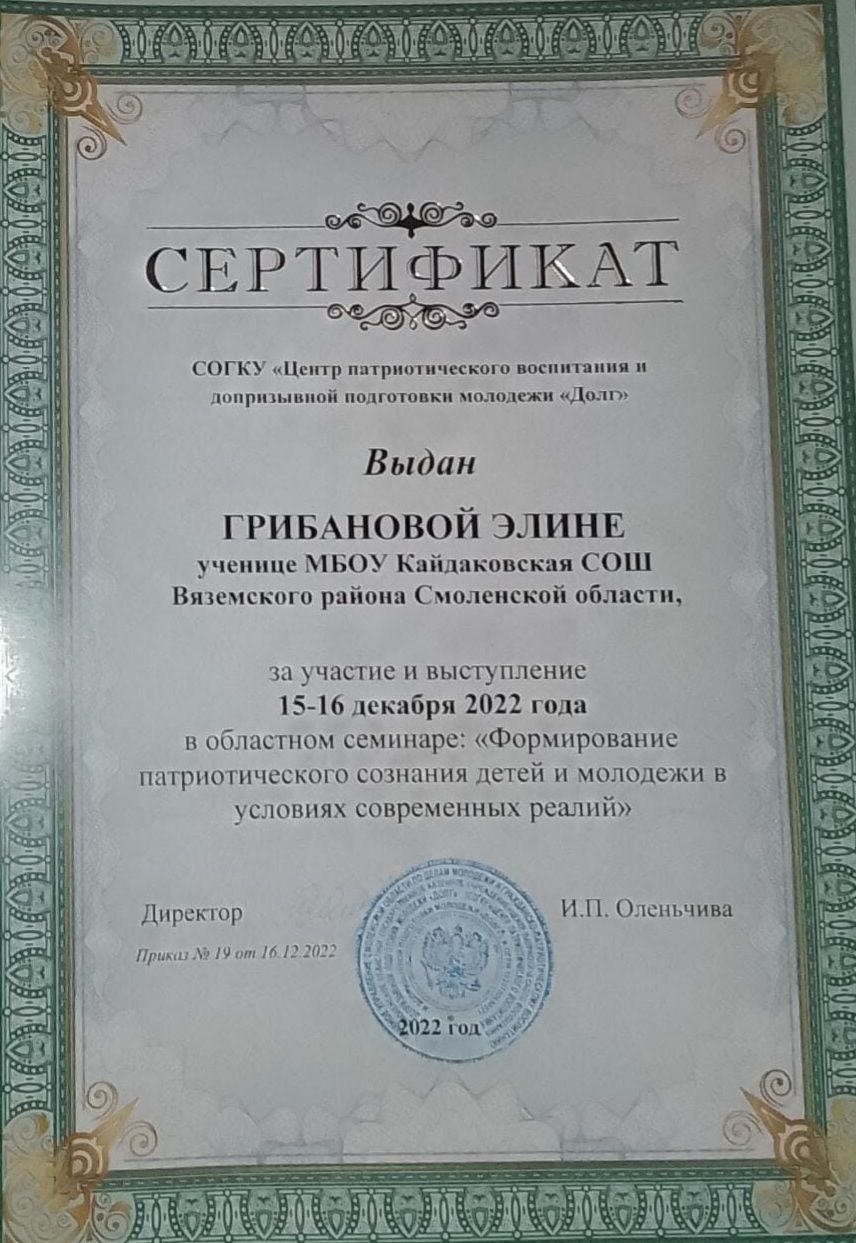 СЕРТИФИКАТ
СОГКУ «Центр патриотического воспитания и
допризывной подготовки молодежи «Долг»
Выдан
ГРИБАНОВОЙ ЭЛИНЕ
ученице МБОУ Кайдаковская СОШ
Вяземского района Смоленской области,
за участие и выступление
15-16 декабря 2022 года
в областном семинаре: «Формирование
патриотического сознания детей и молодежи в
условиях современных реалий»
Директор
И.П. Оленьчива
Приказ № 19 от 16.12.2022
2022 год